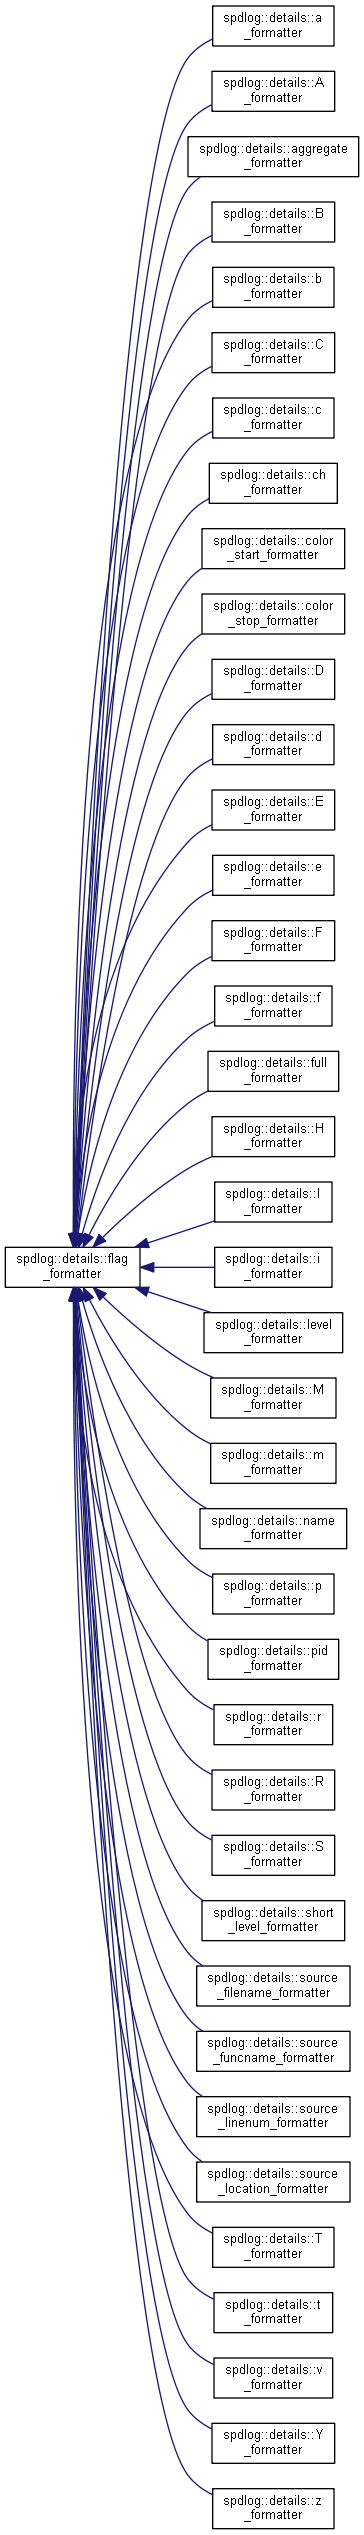 spdlog::details::a
_formatter
spdlog::details::A
_formatter
spdlog::details::aggregate
_formatter
spdlog::details::B
_formatter
spdlog::details::b
_formatter
spdlog::details::C
_formatter
spdlog::details::c
_formatter
spdlog::details::ch
_formatter
spdlog::details::color
_start_formatter
spdlog::details::color
_stop_formatter
spdlog::details::D
_formatter
spdlog::details::d
_formatter
spdlog::details::E
_formatter
spdlog::details::e
_formatter
spdlog::details::F
_formatter
spdlog::details::f
_formatter
spdlog::details::full
_formatter
spdlog::details::H
_formatter
spdlog::details::I
_formatter
spdlog::details::flag
_formatter
spdlog::details::i
_formatter
spdlog::details::level
_formatter
spdlog::details::M
_formatter
spdlog::details::m
_formatter
spdlog::details::name
_formatter
spdlog::details::p
_formatter
spdlog::details::pid
_formatter
spdlog::details::r
_formatter
spdlog::details::R
_formatter
spdlog::details::S
_formatter
spdlog::details::short
_level_formatter
spdlog::details::source
_filename_formatter
spdlog::details::source
_funcname_formatter
spdlog::details::source
_linenum_formatter
spdlog::details::source
_location_formatter
spdlog::details::T
_formatter
spdlog::details::t
_formatter
spdlog::details::v
_formatter
spdlog::details::Y
_formatter
spdlog::details::z
_formatter